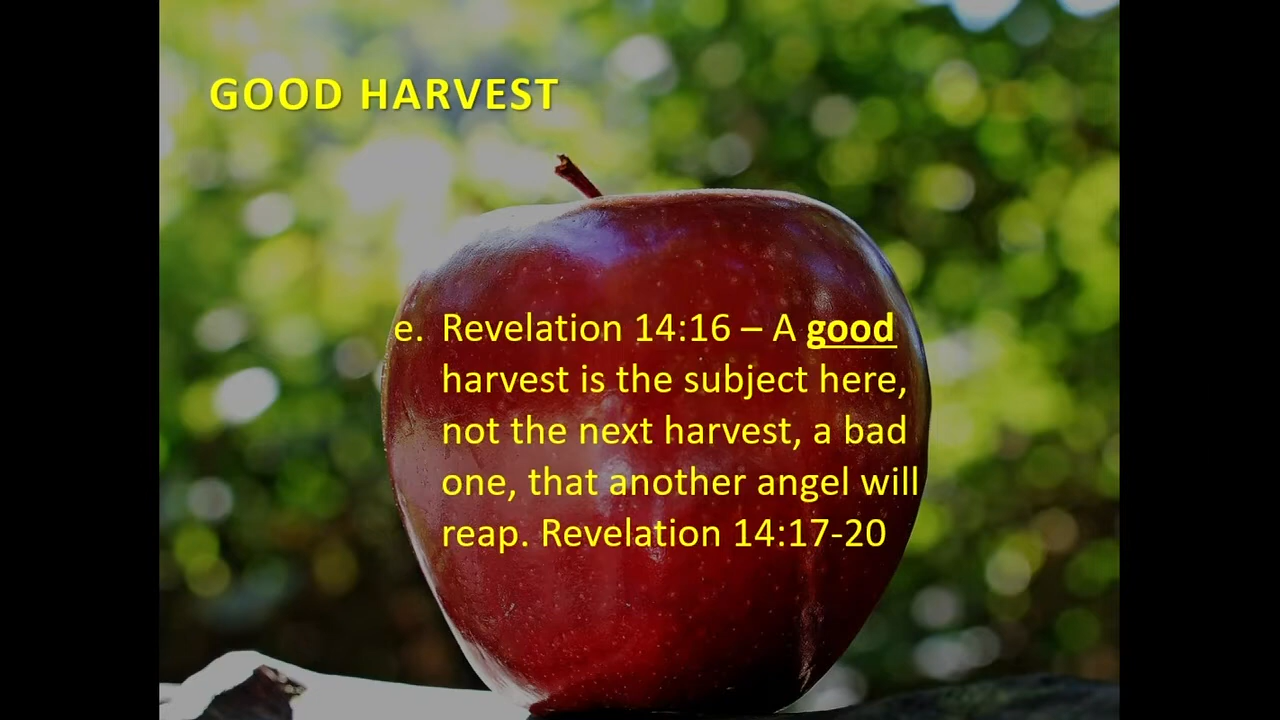 GOOD HARVEST
e. Revelation 14:16 – A good
harvest is the subject here,
not the next harvest, a bad
one, that another angel will
reap. Revelation 14:17-20